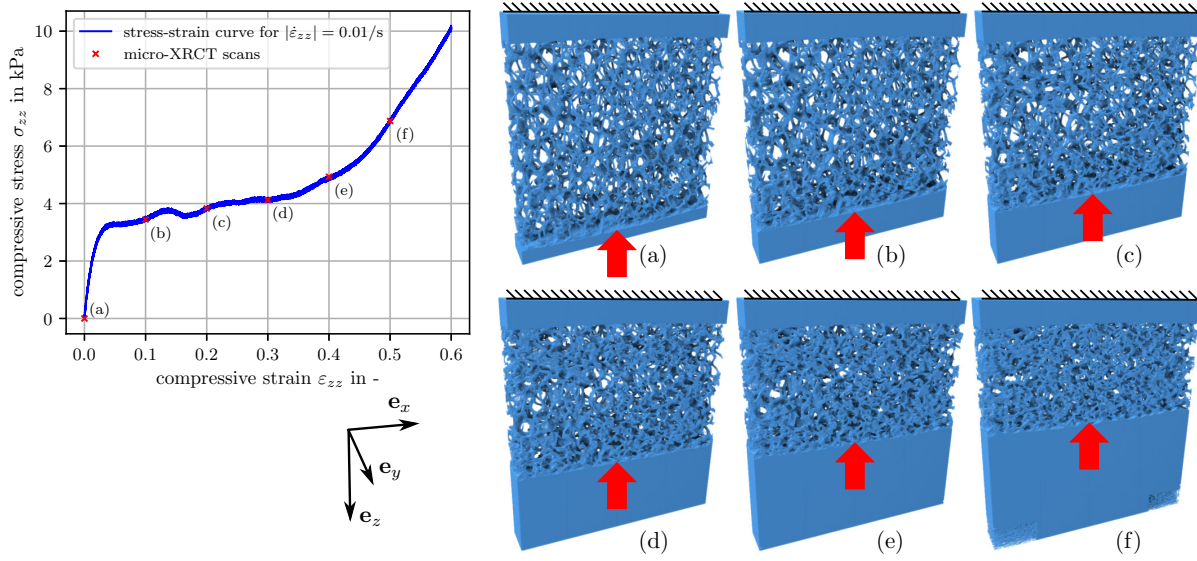 stress-strain curve for |ε̇zz| = 0.01/s
micro-XRCT scans
compressive stress σzz in kPa
10
8
6
4
2
0
(a)
(b)
(c)
(d)
(e)
(f)
0.0 0.1 0.2 0.3 0.4 0.5 0.6
compressive strain εzz in -
ex
ey
ez
(a)
(b)
(c)
(d)
(e)
(f)